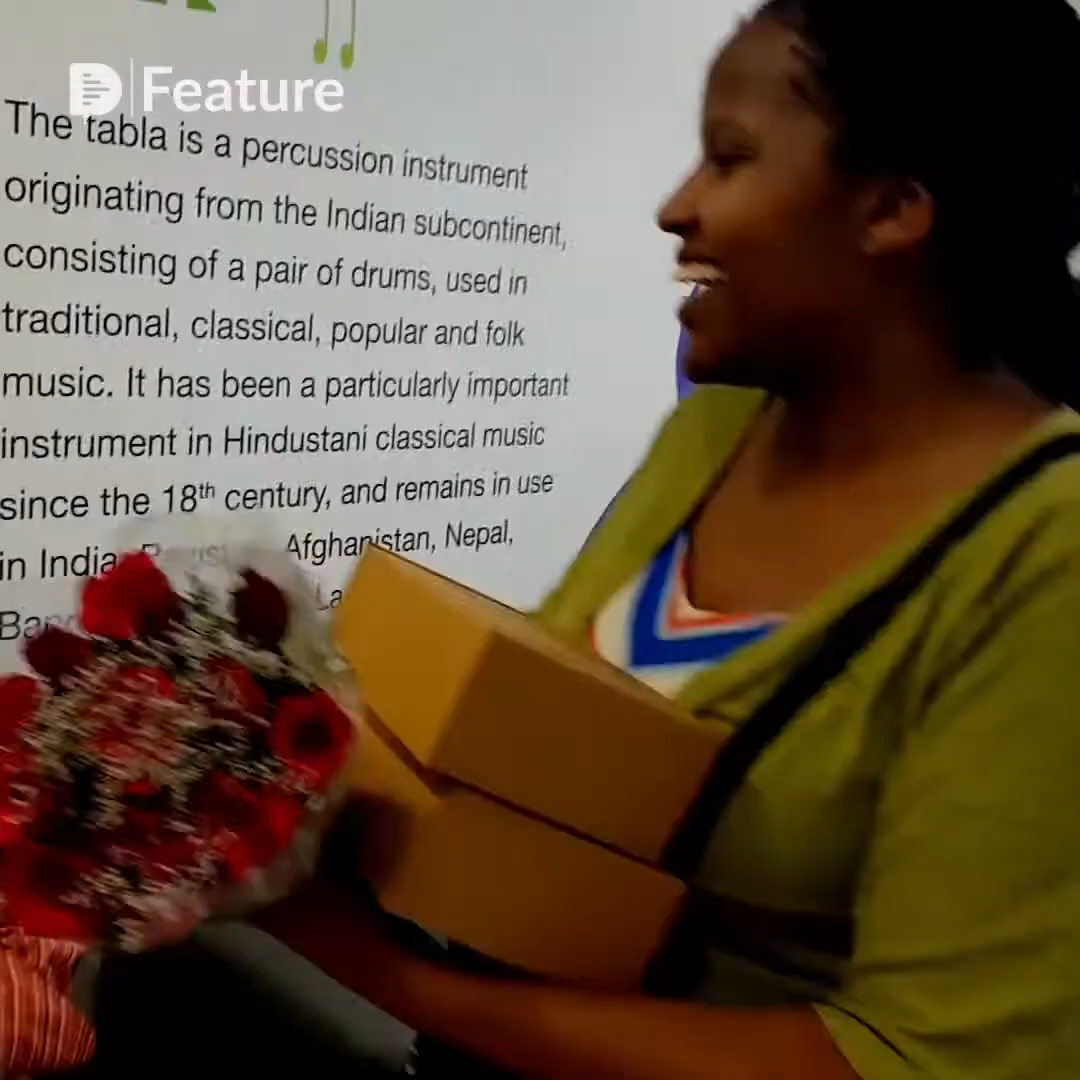 Feature
The tabla is a percussion instrument
originating from the Indian subcontinent,
consisting of a pair of drums, used in
traditional, classical, popular and folk
music. It has been a particularly important
instrument in Hindustani classical music
since the 18th century, and remains in use
in India, Afghanistan, Nepal,